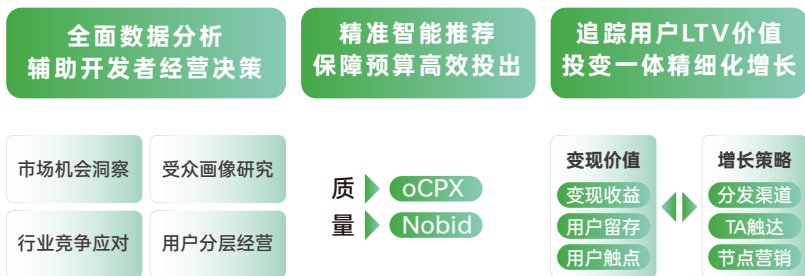 全面数据分析
辅助开发者经营决策
精准智能推荐
保障预算高效投出
追踪用户LTV价值
投变一体精细化增长
市场机会洞察
受众画像研究
行业竞争应对
用户分层经营
质 oCPX
量 Nobid
变现价值
变现收益
用户留存
用户触点
增长策略
分发渠道
TA触达
节点营销